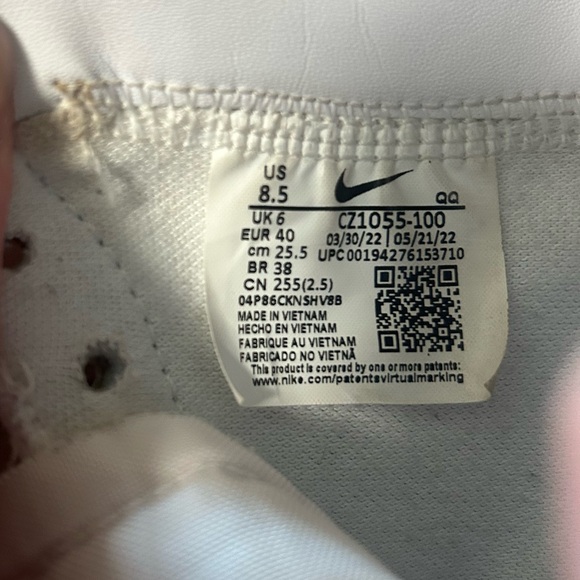 US
8.5
QQ
UK 6 CZ1055-100
EUR 40 03/30/22 | 05/21/22
cm 25.5 UPC 00194276153710
BR 38
CN 255(2.5)
04P86CKNSHV8B
MADE IN VIETNAM
HECHO EN VIETNAM
FABRIQUE AU VIETNAM
FABRICADO NO VIETNÃ
This product is covered by one or more patents
www.nike.com/patentsvirtualmarking